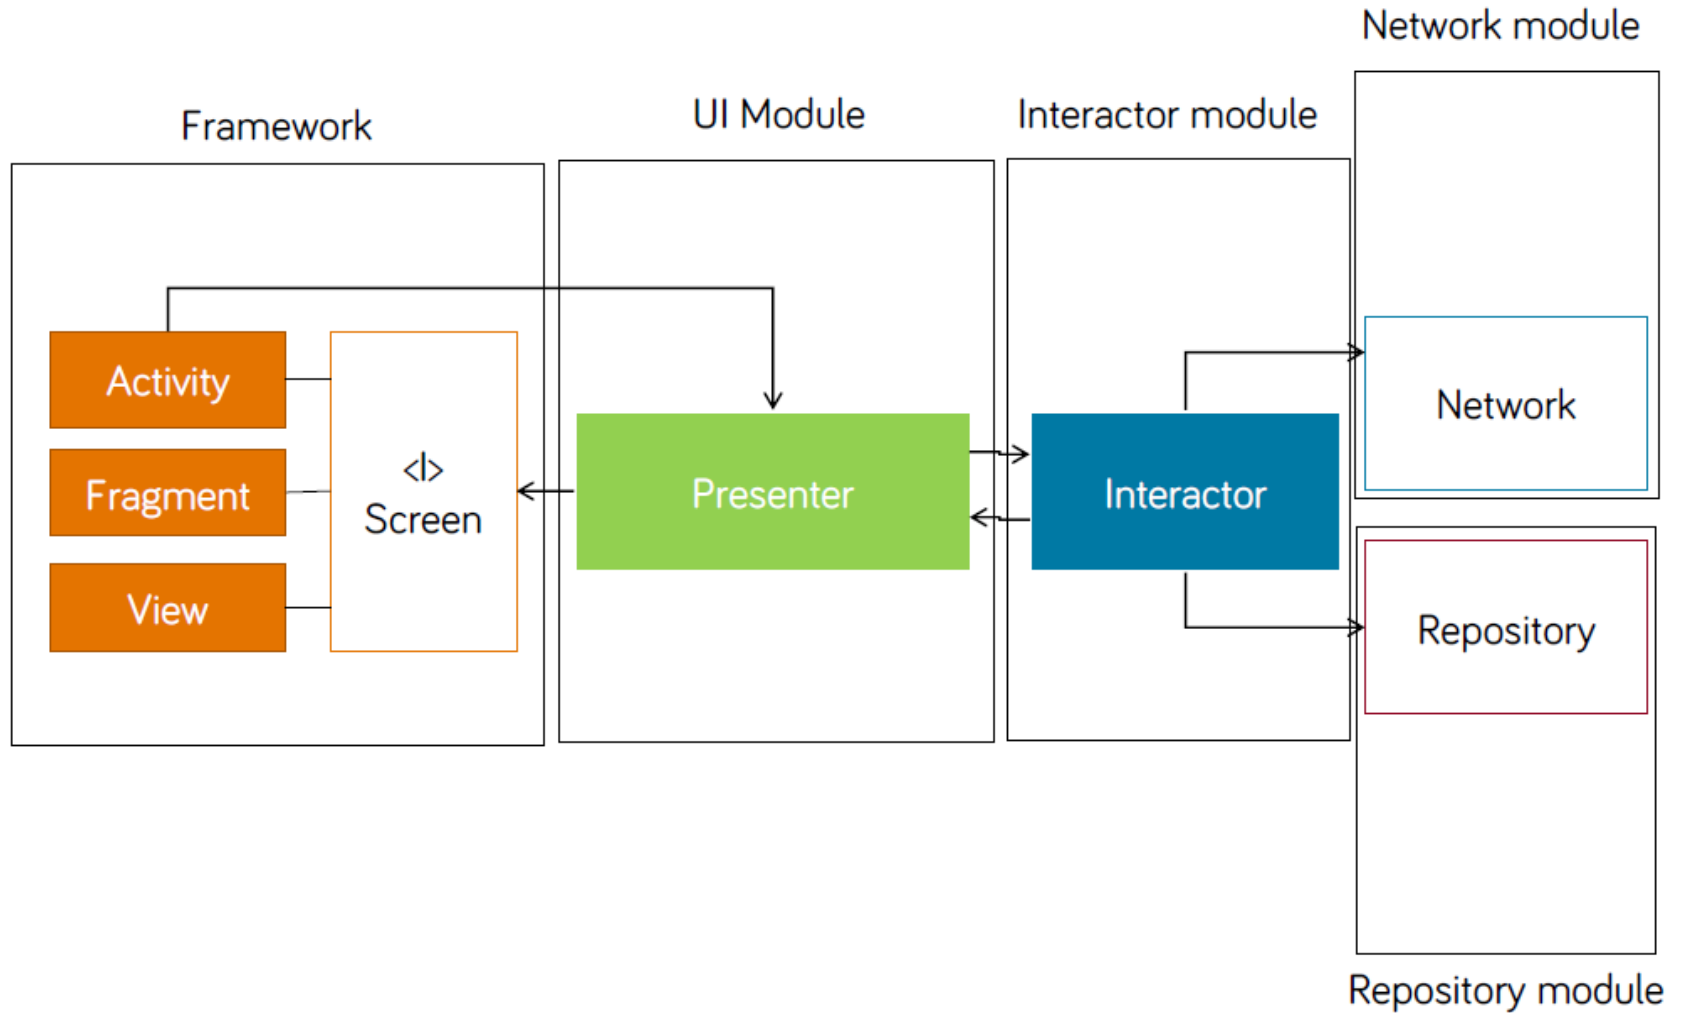 Network module
Framework
UI Module
Interactor module
Activity
Fragment
View
<I>
Screen
Presenter
Interactor
Network
Repository
Repository module